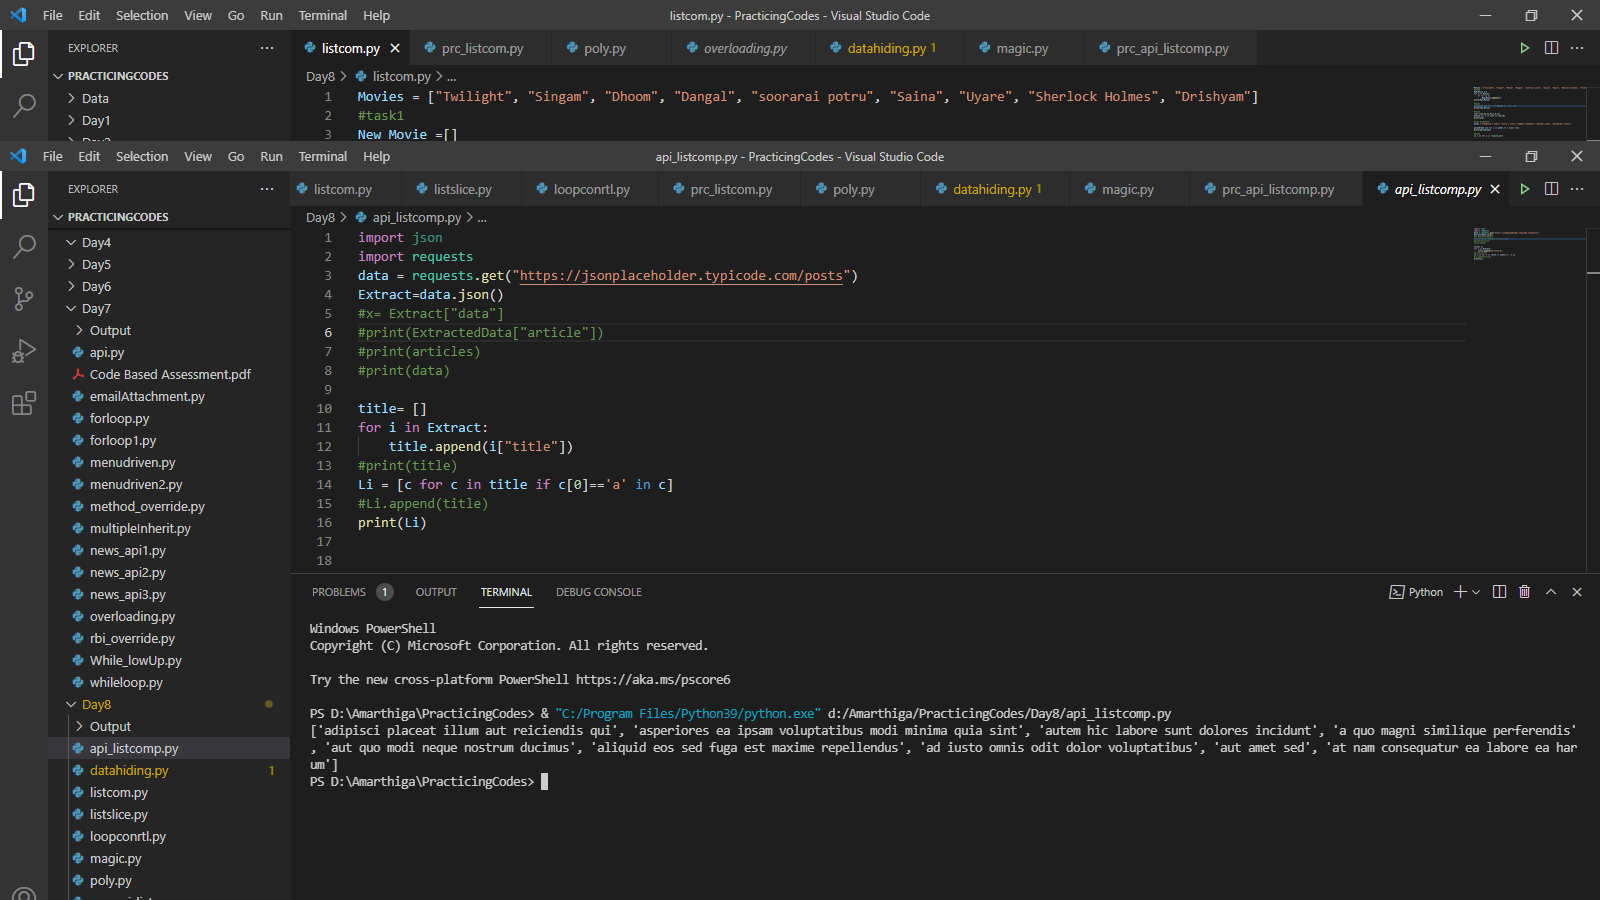 File Edit Selection View Go Run Terminal Help listcom.py - PracticingCodes - Visual Studio Code
EXPLORER
listcom.py prc_listcom.py poly.py overloading.py datahiding.py 1 magic.py prc_api_listcomp.py
PRACTICINGCODES
Day8 > listcom.py > ...
Data
Day1
1 Movies = ["Twilight", "Singam", "Dhoom", "Dangal", "soorarai potru", "Saina", "Uyare", "Sherlock Holmes", "Drishyam"]
2 #task1
3 New Movie =[]
File Edit Selection View Go Run Terminal Help api_listcomp.py - PracticingCodes - Visual Studio Code
EXPLORER
listcom.py listslice.py loopconrtl.py prc_listcom.py poly.py datahiding.py 1 magic.py prc_api_listcomp.py api_listcomp.py
PRACTICINGCODES
Day8 > api_listcomp.py > ...
Day4
Day5
Day6
Day7
Output
api.py
Code Based Assessment.pdf
emailAttachment.py
forloop.py
forloop1.py
menudriven.py
menudriven2.py
method_override.py
multipleInherit.py
news_api1.py
news_api2.py
news_api3.py
overloading.py
rbi_override.py
While_lowUp.py
whileloop.py
Day8
Output
api_listcomp.py
datahiding.py 1
listcom.py
listslice.py
loopconrtl.py
magic.py
poly.py
1 import json
2 import requests
3 data = requests.get("https://jsonplaceholder.typicode.com/posts")
4 Extract=data.json()
5 #x= Extract["data"]
6 #print(ExtractedData["article"])
7 #print(articles)
8 #print(data)
9
10 title= []
11 for i in Extract:
12 title.append(i["title"])
13 #print(title)
14 Li = [c for c in title if c[0]=='a' in c]
15 #Li.append(title)
16 print(Li)
17
18
PROBLEMS 1 OUTPUT TERMINAL DEBUG CONSOLE Python
Windows PowerShell
Copyright (C) Microsoft Corporation. All rights reserved.
Try the new cross-platform PowerShell https://aka.ms/pscore6
PS D:\Amarthiga\PracticingCodes> & "C:/Program Files/Python39/python.exe" d:/Amarthiga/PracticingCodes/Day8/api_listcomp.py
['adipisci placeat illum aut reiciendis qui', 'asperiores ea ipsam voluptatibus modi minima quia sint', 'autem hic labore sunt dolores incidunt', 'a quo magni similique perferendis'
, 'aut quo modi neque nostrum ducimus', 'aliquid eos sed fuga est maxime repellendus', 'ad iusto omnis odit dolor voluptatibus', 'aut amet sed', 'at nam consequatur ea labore ea har
um']
PS D:\Amarthiga\PracticingCodes>